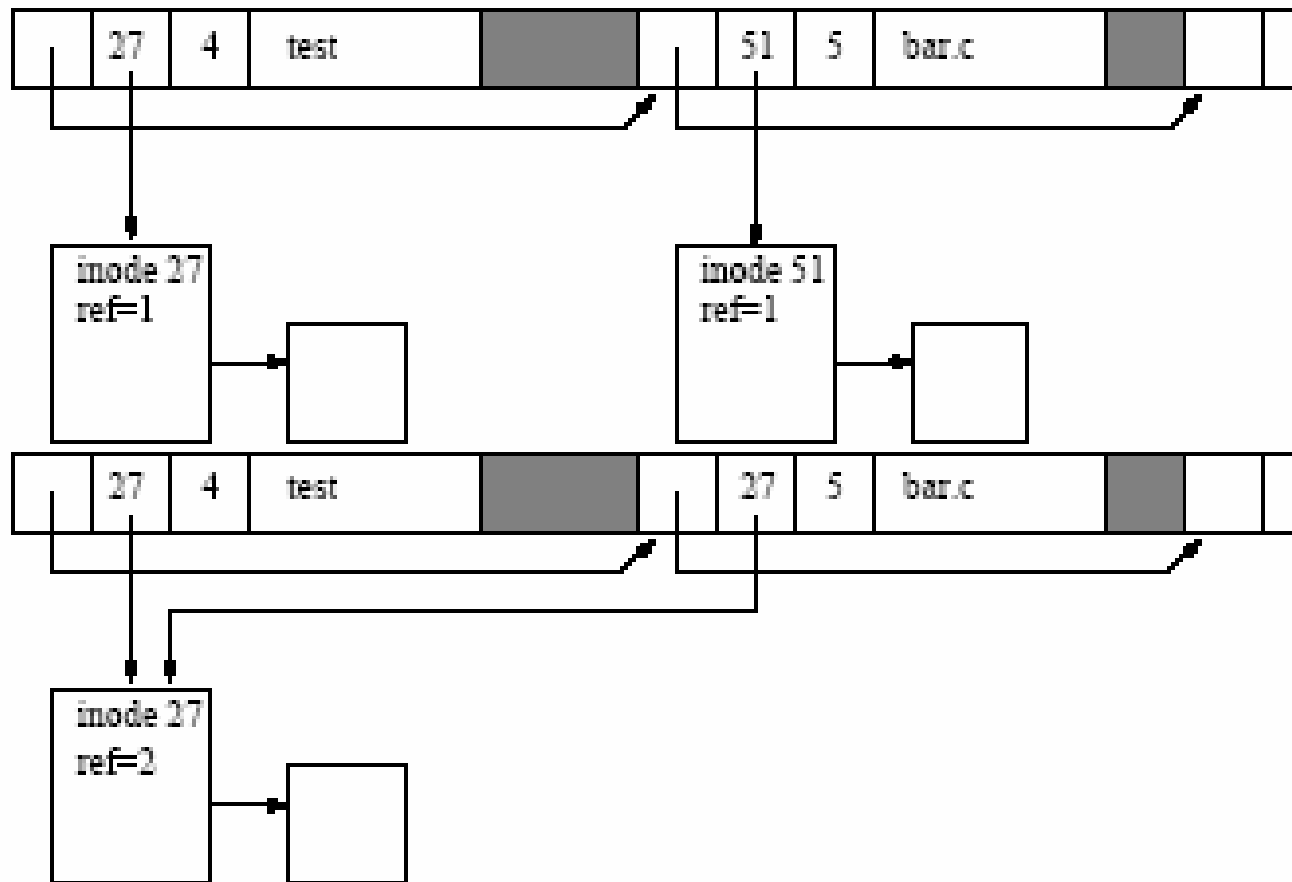 27 4 test 51 5 bar.c
inode 27
ref=1
inode 51
ref=1
27 4 test 27 5 bar.c
inode 27
ref=2